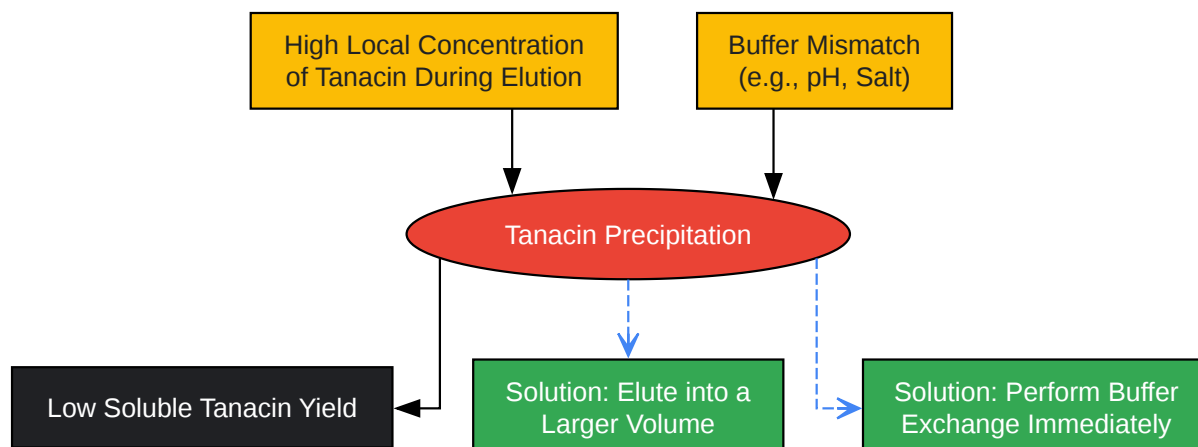 High Local Concentration
of Tanacin During Elution
Buffer Mismatch
(e.g., pH, Salt)
Tanacin Precipitation
Low Soluble Tanacin Yield
Solution: Elute into a
Larger Volume
Solution: Perform Buffer
Exchange Immediately